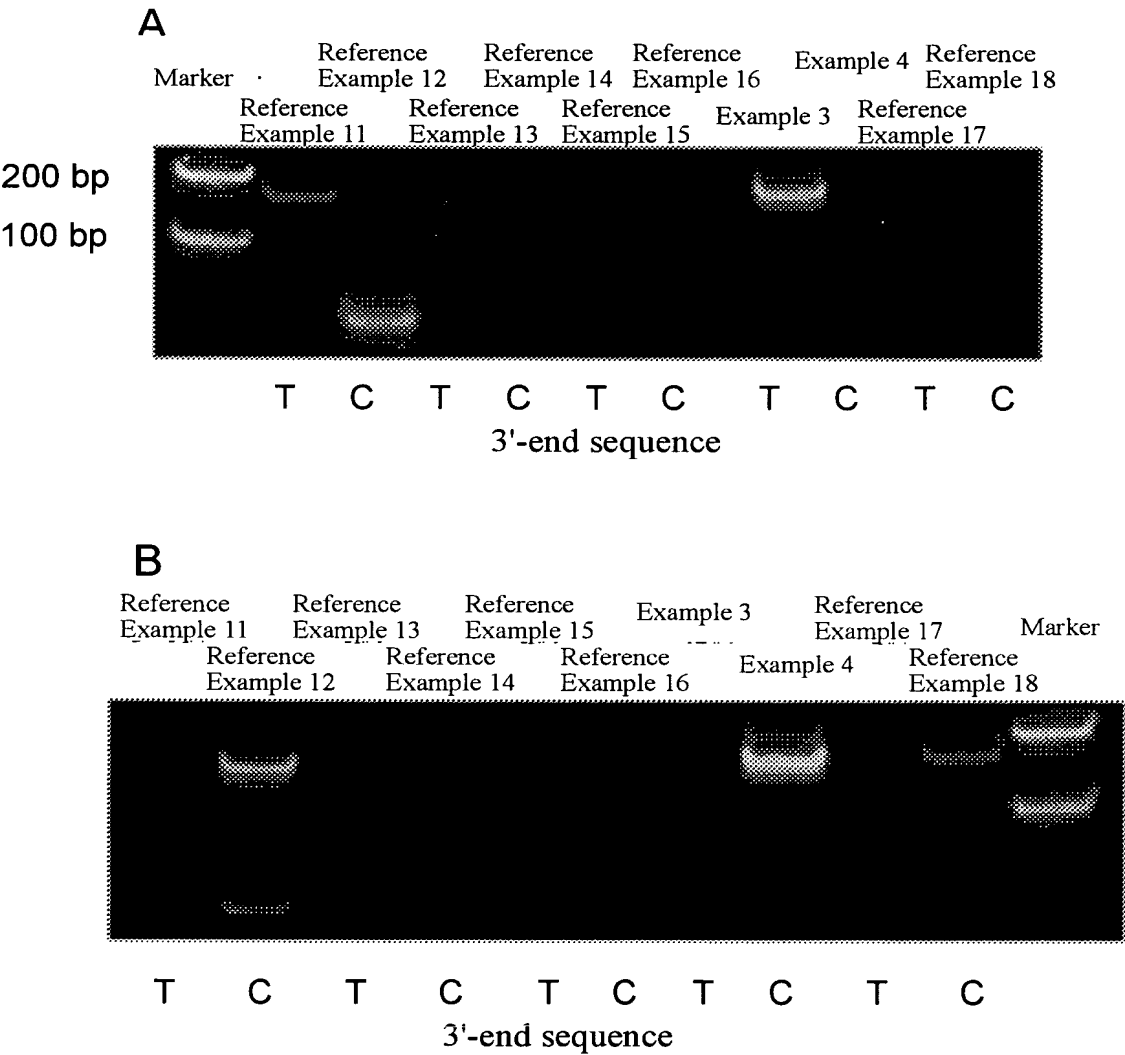 A
Reference Reference Reference Example 4 Reference
Marker Example 12 Example 14 Example 16 Example 18
Reference Reference Reference Example 3 Reference
Example 11 Example 13 Example 15 Example 17
200 bp
100 bp
T C T C T C T C T C
3'-end sequence
B
Reference Reference Reference Example 3 Reference
Example 11 Example 13 Example 15 Example 17 Marker
Reference Reference Reference Example 4 Reference
Example 12 Example 14 Example 16 Example 18
T C T C T C T C T C
3'-end sequence